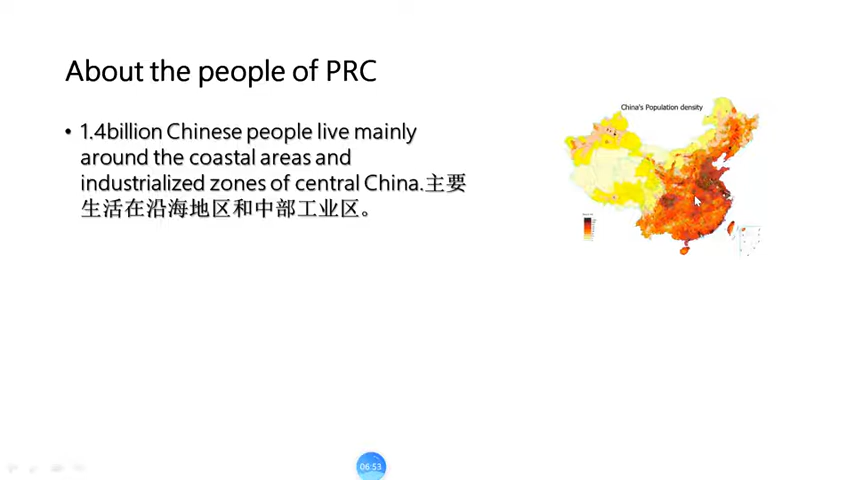 About the people of PRC
• 1.4billion Chinese people live mainly
around the coastal areas and
industrialized zones of central China.主要
生活在沿海地区和中部工业区。
China's Population density
06:53